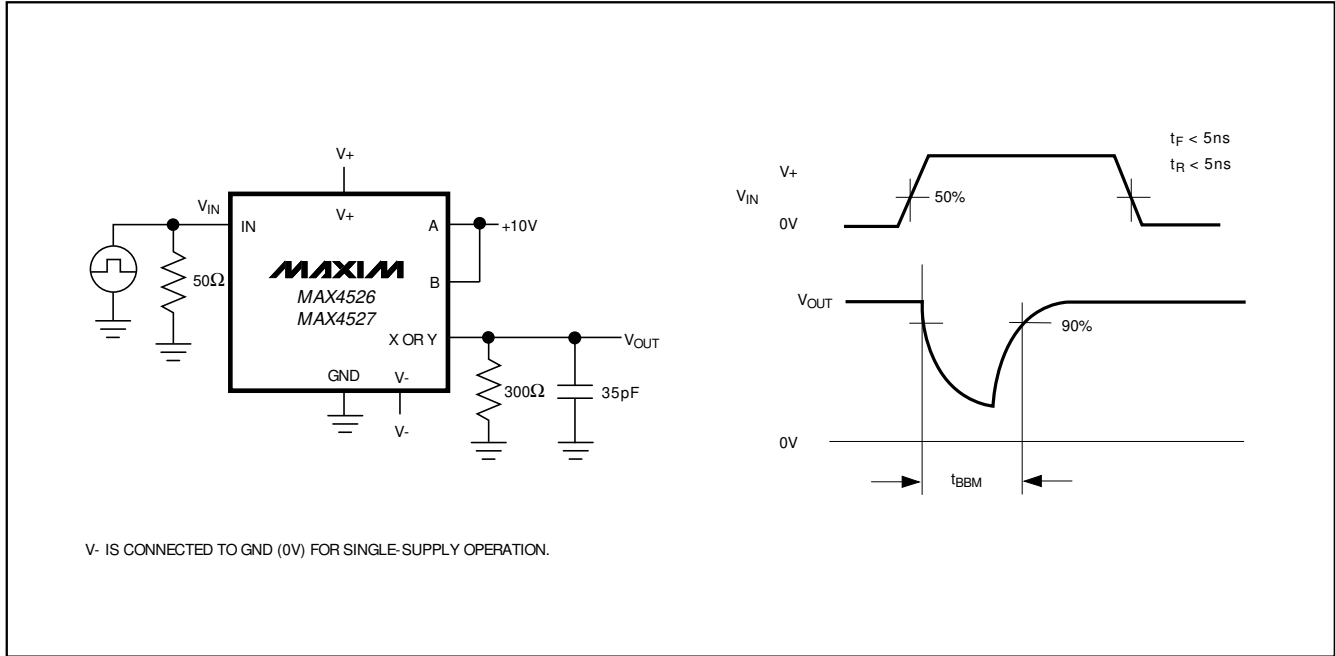 V+
V+
VIN
IN
A
+10V
B
50Ω
MAXIM
MAX4526
MAX4527
X OR Y
VOUT
GND
V-
V-
300Ω
35pF
V- IS CONNECTED TO GND (0V) FOR SINGLE-SUPPLY OPERATION.
tF < 5ns
tR < 5ns
V+
VIN
50%
0V
VOUT
90%
0V
tBBM